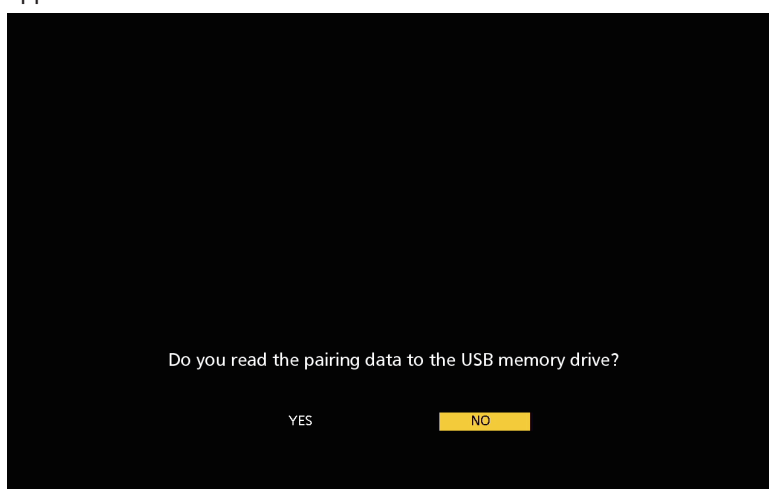 Do you read the pairing data to the USB memory drive?
YES NO